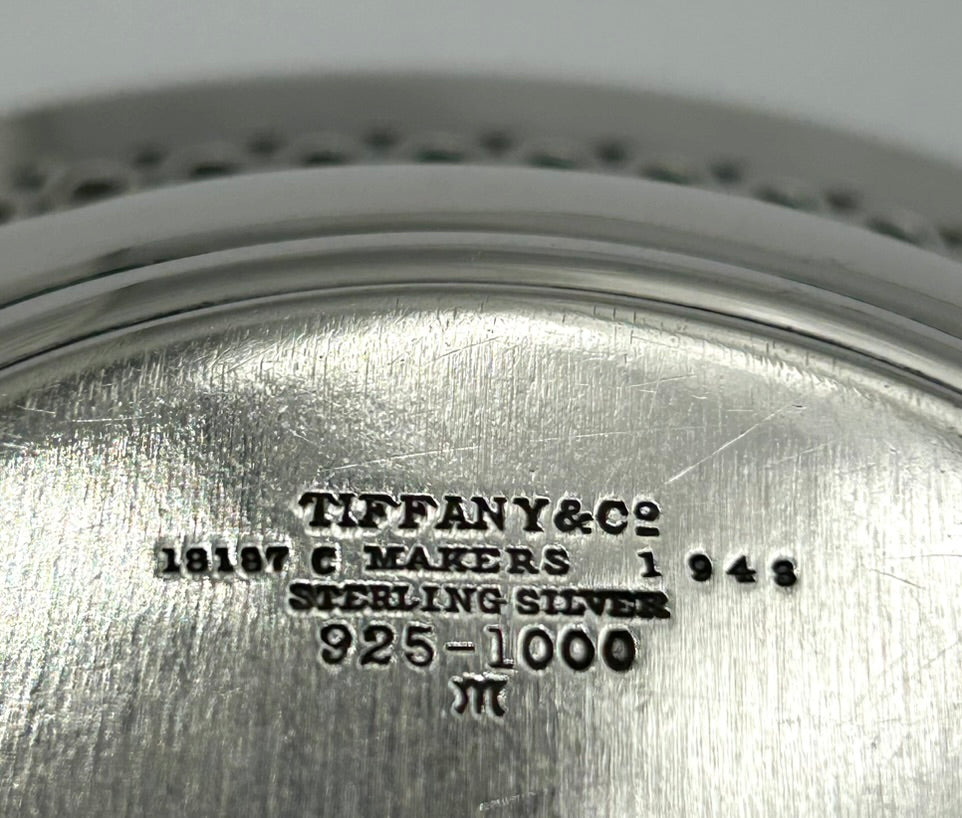 TIFFANY & Cº
18187 C MAKERS 1948
STERLING SILVER
925-1000
M